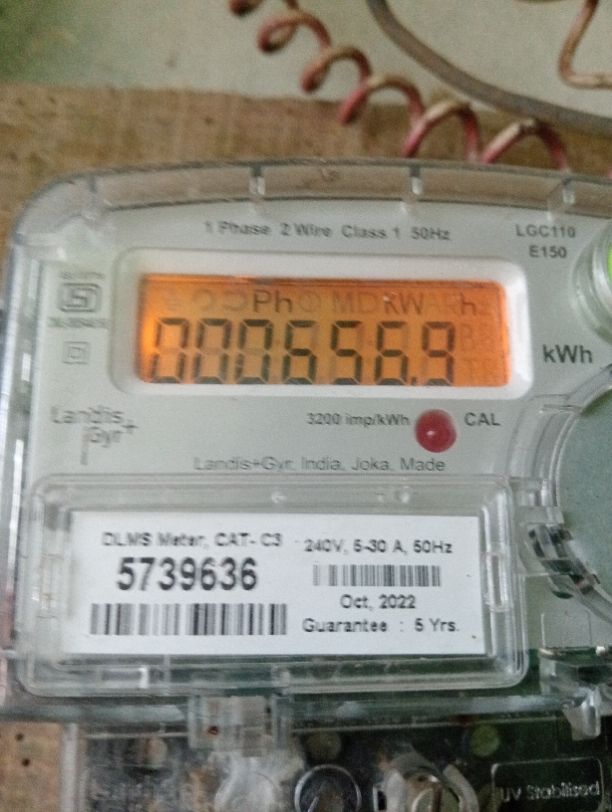 1 Phase 2 Wire Class 1 50Hz
LGC110
E150
Ph kWh
000656.9
kWh
Landis+
Gyr
3200 imp/kWh
CAL
Landis+Gyr, India, Joka, Made
DLMS Meter, CAT- C3
240V, 5-30 A, 50Hz
5739636
Oct, 2022
Guarantee : 5 Yrs.
UV Stabilised